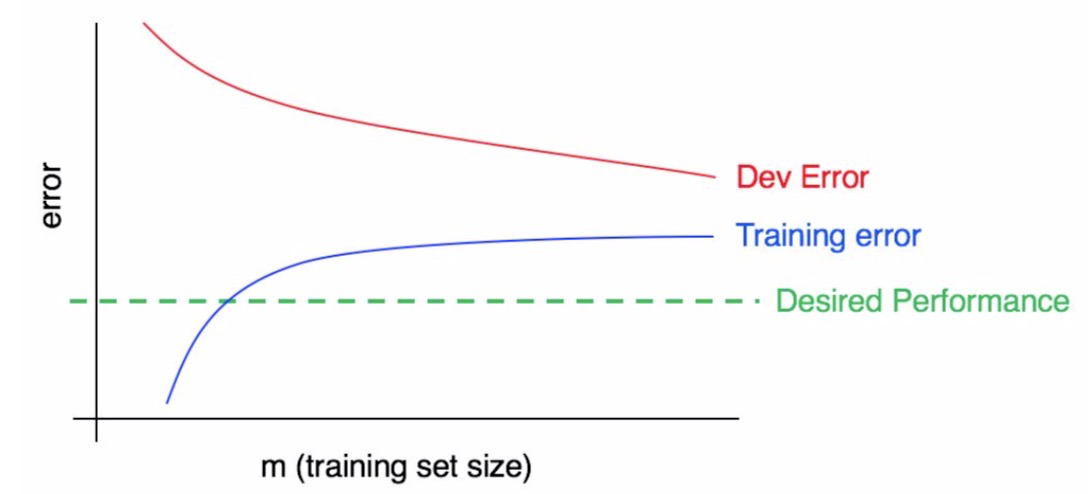 error
Dev Error
Training error
Desired Performance
m (training set size)